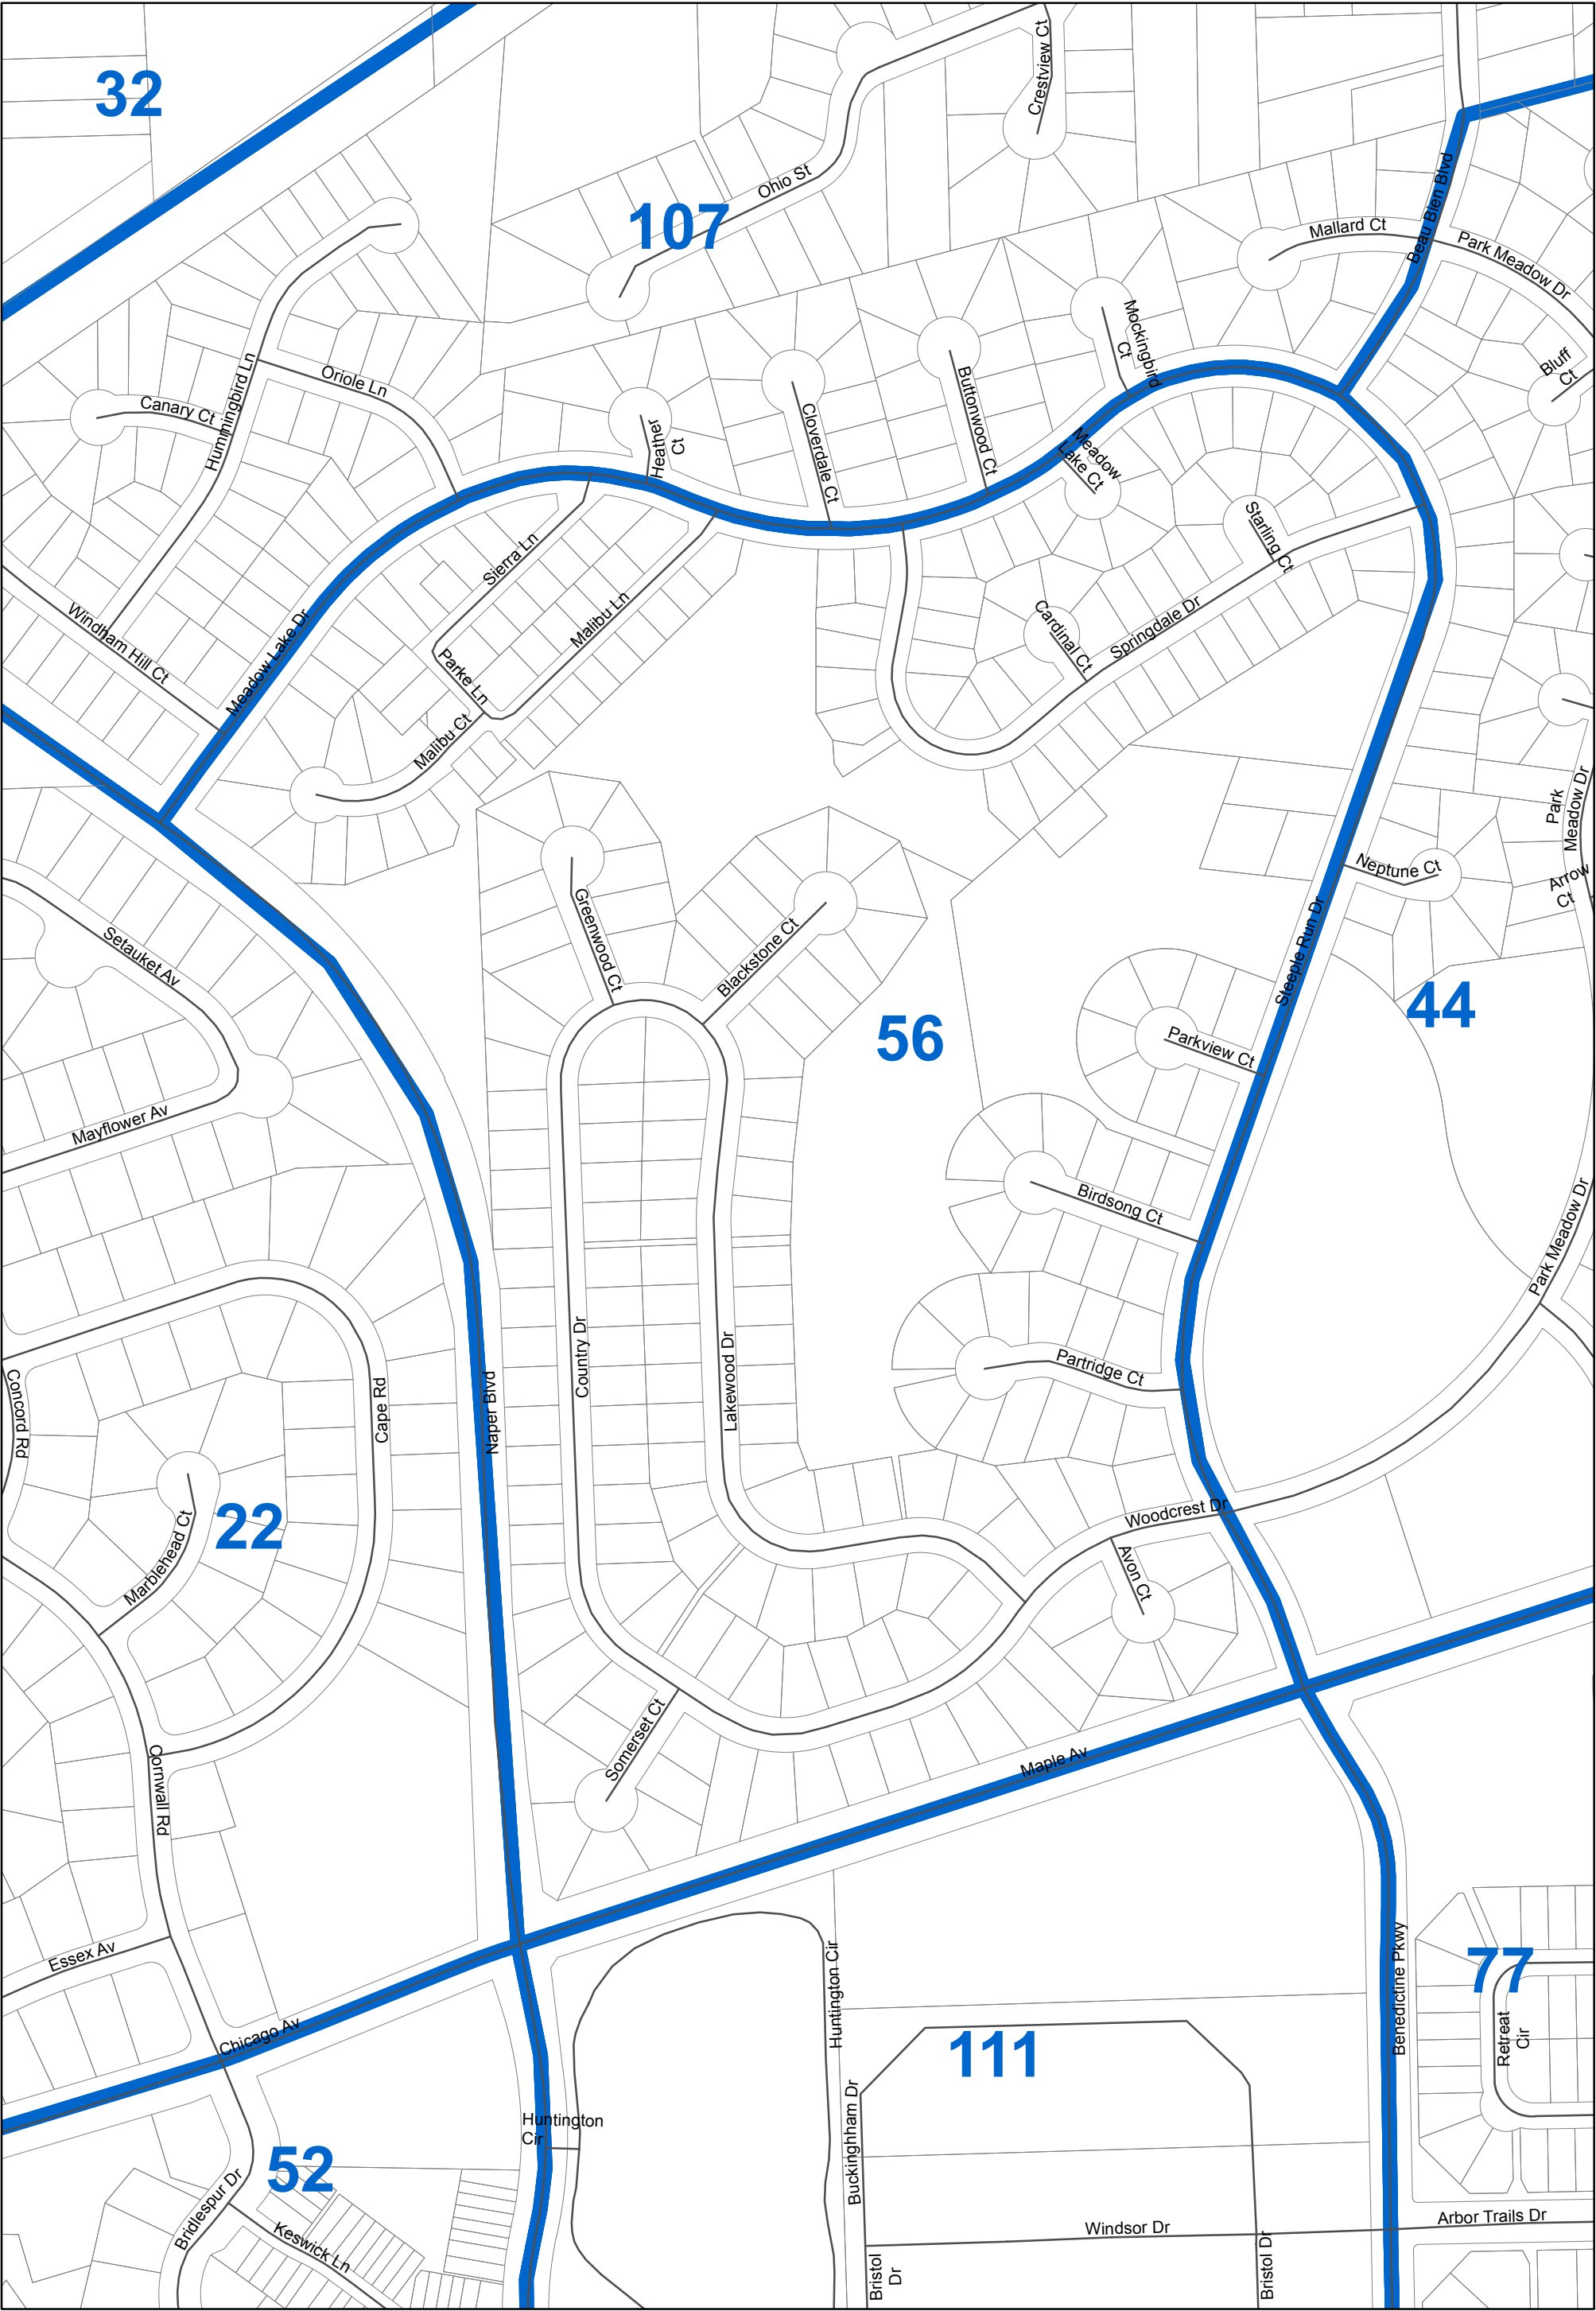 32
Crestview Ct
Ohio St
107
Beau Bien Blvd
Mallard Ct
Park Meadow Dr
Mockingbird
Ct
Bluff
Ct
Hummingbird Ln
Oriole Ln
Canary Ct
Heather
Ct
Cloverdale Ct
Buttonwood Ct
Meadow
Lake Ct
Starling Ct
Sierra Ln
Malibu Ln
Windham Hill Ct
Meadow Lake Dr
Parke Ln
Malibu Ct
Cardinal Ct
Springdale Dr
Park
Meadow Dr
Neptune Ct
Arrow
Ct
Setauket Av
Greenwood Ct
Blackstone Ct
Steeple Run Dr
56
44
Parkview Ct
Mayflower Av
Birdsong Ct
Park Meadow Dr
Concord Rd
Cape Rd
Naper Blvd
Country Dr
Lakewood Dr
Partridge Ct
22
Marblehead Ct
Woodcrest Dr
Avon Ct
Somerset Ct
Maple Av
Cornwall Rd
Essex Av
Huntington Cir
Benedictine Pkwy
77
Retreat
Cir
Chicago Av
111
Huntington
Cir
Buckinghham Dr
52
Bridlespur Dr
Keswick Ln
Windsor Dr
Arbor Trails Dr
Bristol
Dr
Bristol Dr